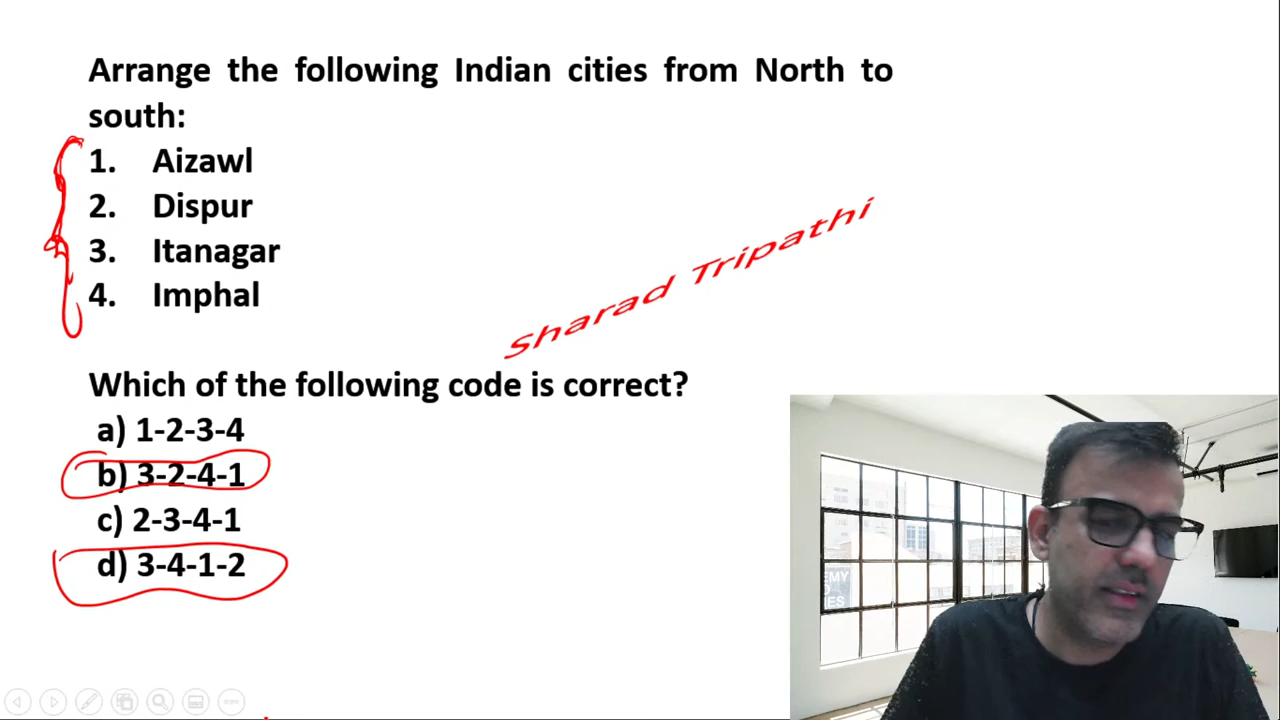 Arrange the following Indian cities from North to
south:
1. Aizawl
2. Dispur
3. Itanagar
4. Imphal
Sharad Tripathi
Which of the following code is correct?
a) 1-2-3-4
b) 3-2-4-1
c) 2-3-4-1
d) 3-4-1-2